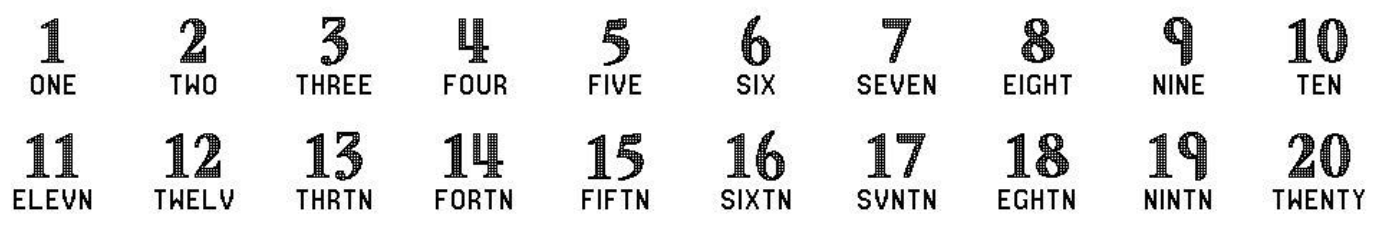 1 2 3 4 5 6 7 8 9 10
ONE TWO THREE FOUR FIVE SIX SEVEN EIGHT NINE TEN
11 12 13 14 15 16 17 18 19 20
ELEVN TWELV THRTN FORTN FIFTN SIXTN SVNTN EGHTN NINTN TWENTY